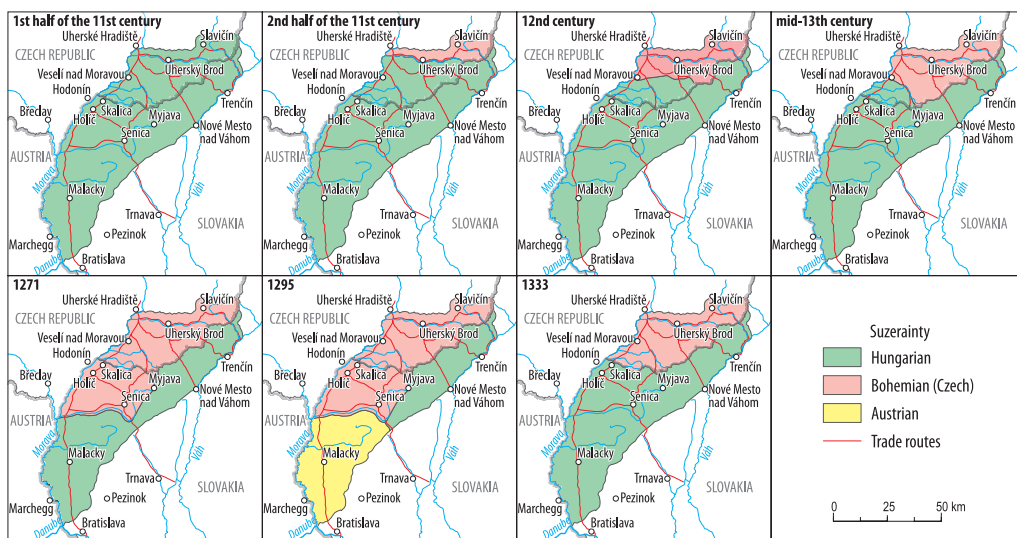 1st half of the 11st century
Uherské Hradiště
Slavičín
CZECH REPUBLIC
Uherský Brod
Veselí nad Moravou
Hodonín
Skalica
Trenčín
Holíč
Myjava
Břeclav
Senica
Nové Mesto
nad Váhom
AUSTRIA
Morava
Váh
Malacky
Trnava
SLOVAKIA
Marchegg
Pezinok
Danube
Bratislava
2nd half of the 11st century
Uherské Hradiště
Slavičín
CZECH REPUBLIC
Uherský Brod
Veselí nad Moravou
Hodonín
Skalica
Trenčín
Holíč
Myjava
Břeclav
Senica
Nové Mesto
nad Váhom
AUSTRIA
Morava
Váh
Malacky
Trnava
SLOVAKIA
Marchegg
Pezinok
Danube
Bratislava
12nd century
Uherské Hradiště
Slavičín
CZECH REPUBLIC
Uherský Brod
Veselí nad Moravou
Hodonín
Skalica
Trenčín
Holíč
Myjava
Břeclav
Senica
Nové Mesto
nad Váhom
AUSTRIA
Morava
Váh
Malacky
Trnava
SLOVAKIA
Marchegg
Pezinok
Danube
Bratislava
mid-13th century
Uherské Hradiště
Slavičín
CZECH REPUBLIC
Uherský Brod
Veselí nad Moravou
Hodonín
Skalica
Trenčín
Holíč
Myjava
Břeclav
Senica
Nové Mesto
nad Váhom
AUSTRIA
Morava
Váh
Malacky
Trnava
SLOVAKIA
Marchegg
Pezinok
Danube
Bratislava
1271
Uherské Hradiště
Slavičín
CZECH REPUBLIC
Uherský Brod
Veselí nad Moravou
Hodonín
Skalica
Trenčín
Holíč
Myjava
Břeclav
Senica
Nové Mesto
nad Váhom
AUSTRIA
Morava
Váh
Malacky
Trnava
SLOVAKIA
Marchegg
Pezinok
Danube
Bratislava
1295
Uherské Hradiště
Slavičín
CZECH REPUBLIC
Uherský Brod
Veselí nad Moravou
Hodonín
Skalica
Trenčín
Holíč
Myjava
Břeclav
Senica
Nové Mesto
nad Váhom
AUSTRIA
Morava
Váh
Malacky
Trnava
SLOVAKIA
Marchegg
Pezinok
Danube
Bratislava
1333
Uherské Hradiště
Slavičín
CZECH REPUBLIC
Uherský Brod
Veselí nad Moravou
Hodonín
Skalica
Trenčín
Holíč
Myjava
Břeclav
Senica
Nové Mesto
nad Váhom
AUSTRIA
Morava
Váh
Malacky
Trnava
SLOVAKIA
Marchegg
Pezinok
Danube
Bratislava
Suzerainty
Hungarian
Bohemian (Czech)
Austrian
Trade routes
0 25 50 km